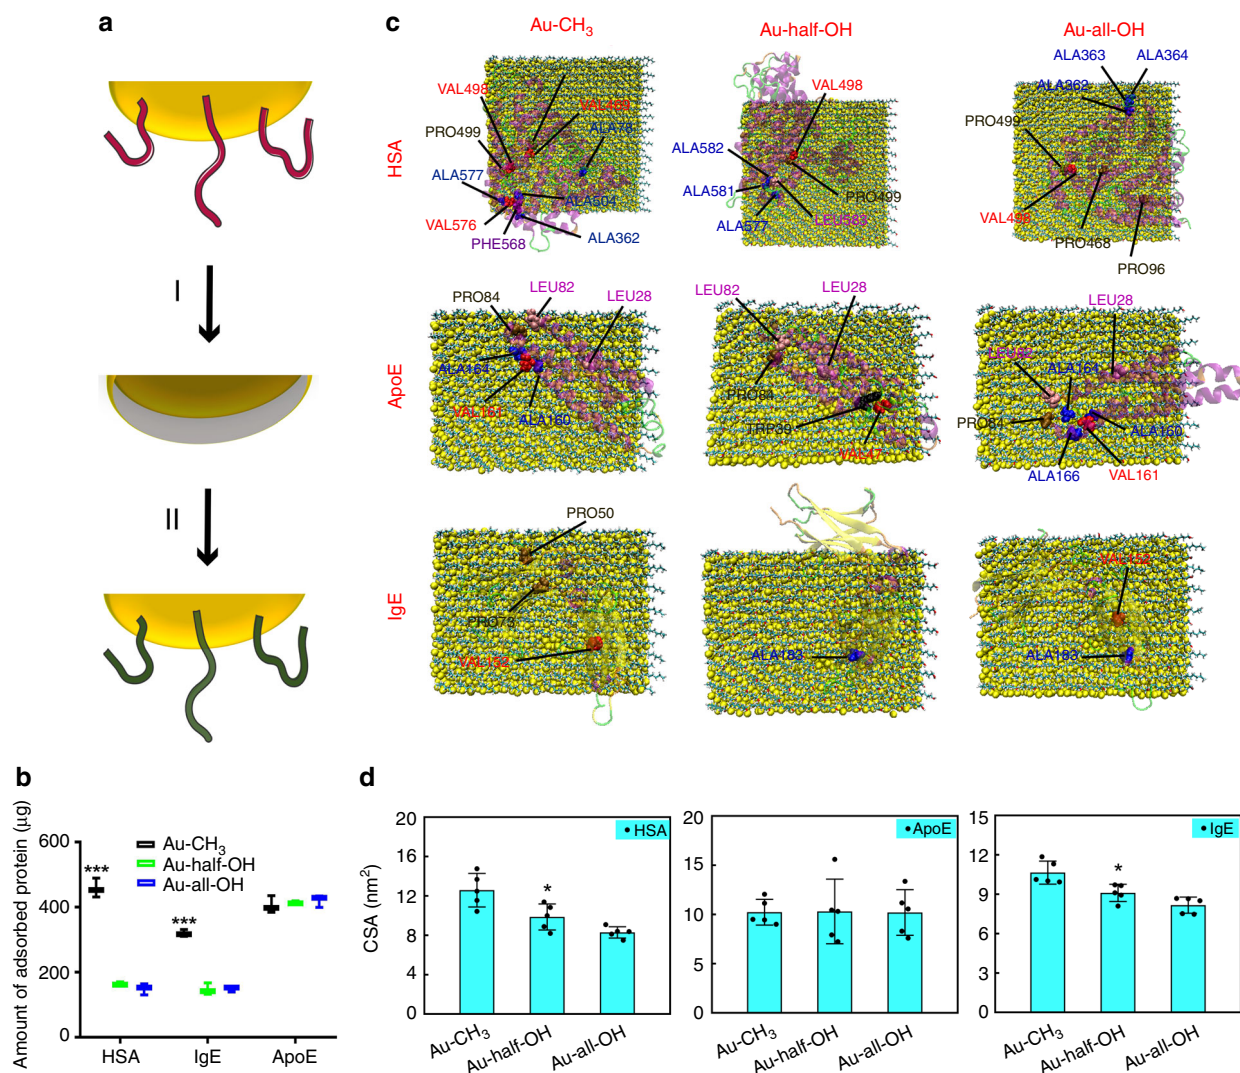 a
I
II
b
Amount of adsorbed protein (µg)
600
400
200
0
***
***
Au-CH3
Au-half-OH
Au-all-OH
HSA
IgE
ApoE
c
Au-CH3
Au-half-OH
Au-all-OH
HSA
VAL498
PRO499
ALA577
VAL576
PHE568
ALA504
ALA362
VAL498
ALA582
ALA581
ALA577
PRO499
ALA363
ALA364
ALA362
PRO499
PRO468
PRO96
ApoE
PRO84
LEU82
LEU28
ALA164
VAL161
ALA160
LEU82
LEU28
PRO84
TRP39
VAL47
LEU28
ALA164
PRO84
ALA160
ALA166
VAL161
IgE
PRO50
PRO73
VAL152
ALA183
VAL152
ALA183
d
CSA (nm2)
20
16
12
8
4
0
HSA
*
Au-CH3
Au-half-OH
Au-all-OH
20
15
10
5
0
ApoE
Au-CH3
Au-half-OH
Au-all-OH
15
12
9
6
3
0
IgE
*
Au-CH3
Au-half-OH
Au-all-OH